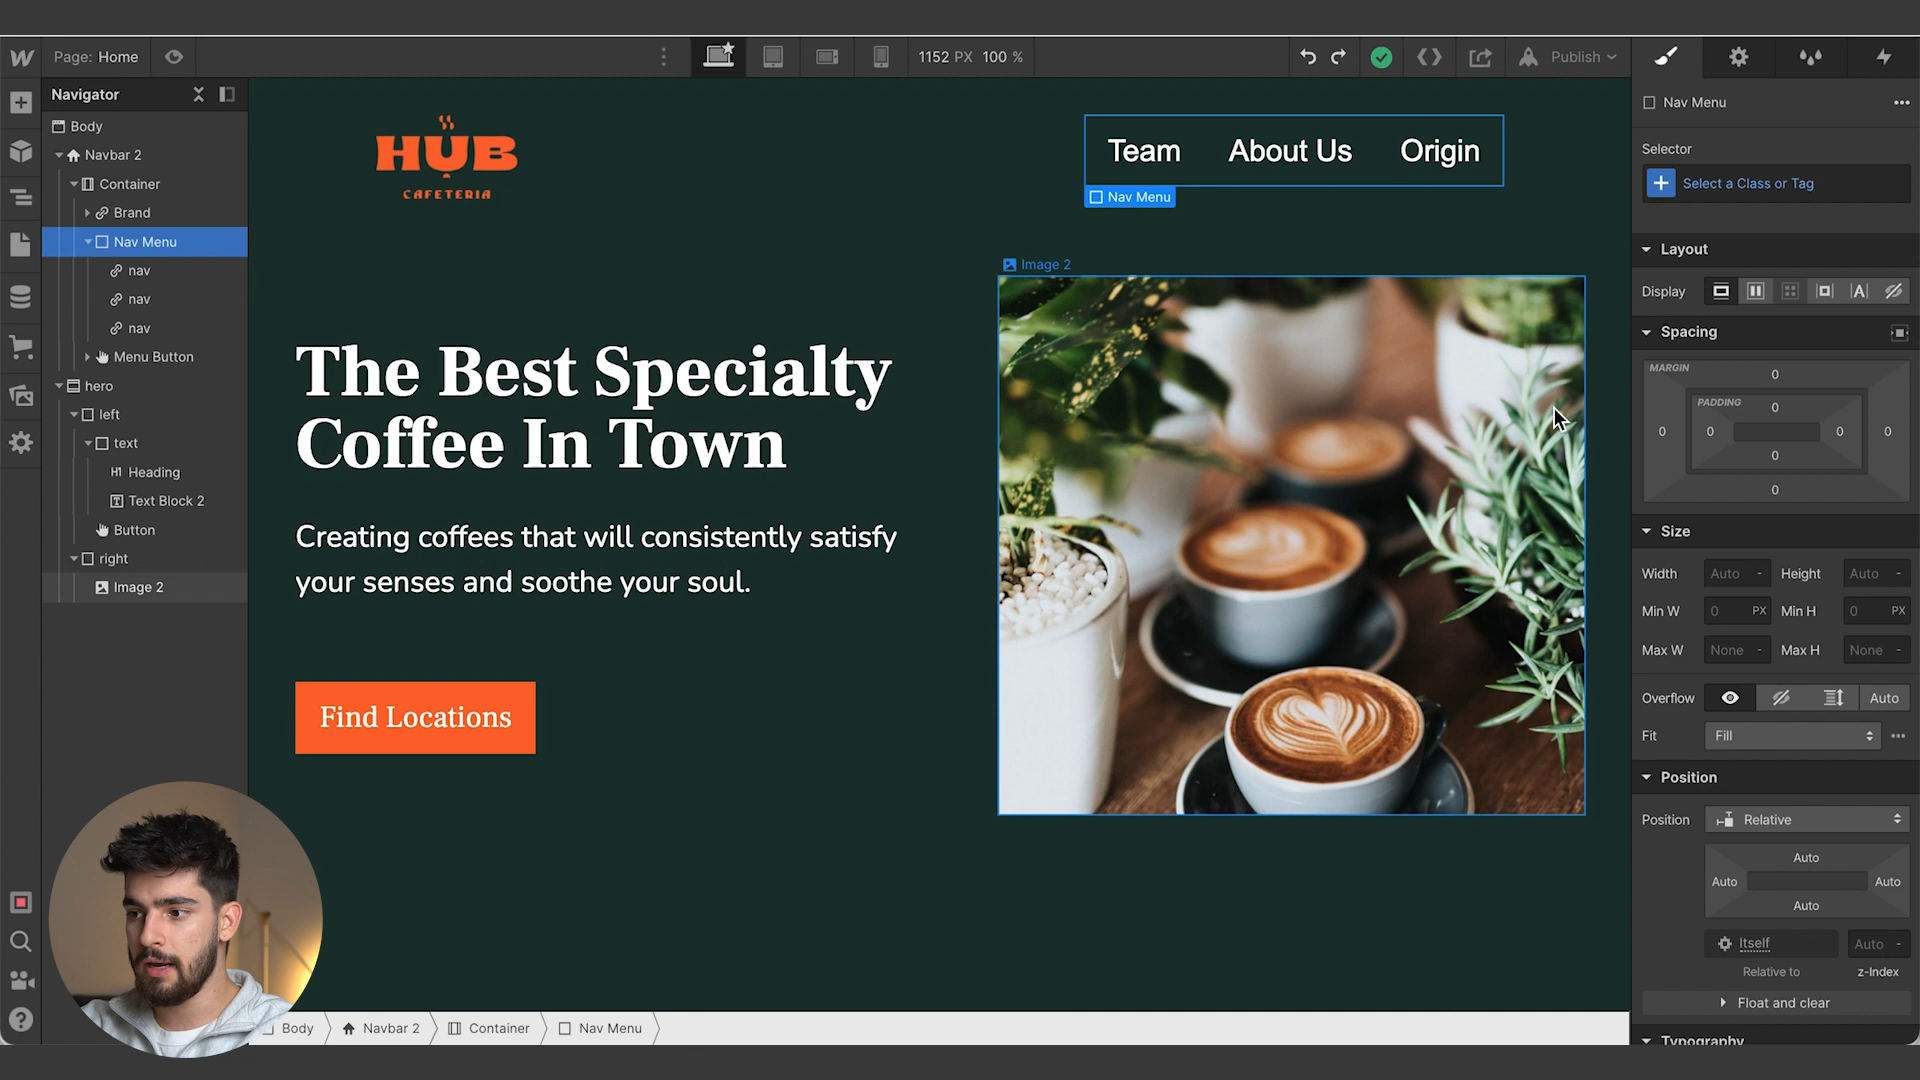 Page: Home
1152 PX 100 %
Publish
Navigator
Body
Navbar 2
Container
Brand
Nav Menu
nav
nav
nav
Menu Button
hero
left
text
H1 Heading
Text Block 2
Button
right
Image 2
HUB
CAFETERIA
Team About Us Origin
Nav Menu
Image 2
The Best Specialty
Coffee In Town
Creating coffees that will consistently satisfy
your senses and soothe your soul.
Find Locations
Body Navbar 2 Container Nav Menu
Nav Menu
Selector
Select a Class or Tag
Layout
Display
Spacing
MARGIN
0
PADDING
0
0 0 0 0
0
0
Size
Width Auto - Height Auto -
Min W 0 PX Min H 0 PX
Max W None - Max H None -
Overflow Auto
Fit Fill
Position
Position Relative
Auto
Auto Auto
Auto
Itself Auto -
Relative to z-Index
Float and clear
Typography